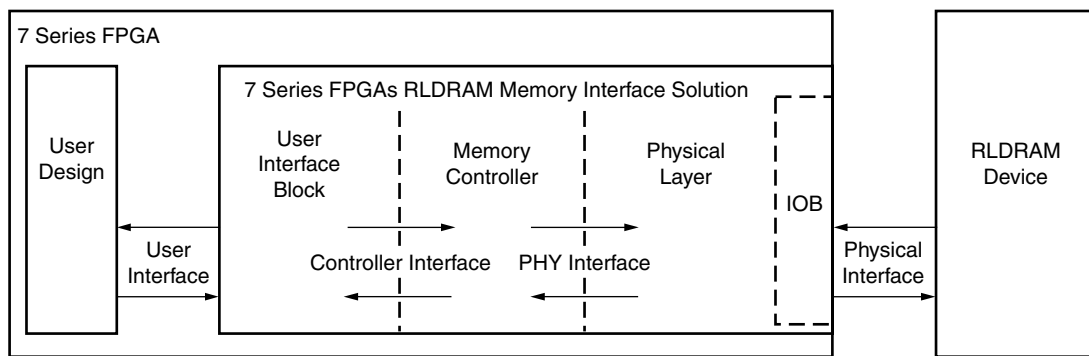 7 Series FPGA
7 Series FPGAs RLDRAM Memory Interface Solution
User
Design
User
Interface
Block
Memory
Controller
Physical
Layer
IOB
RLDRAM
Device
User
Interface
Controller Interface
PHY Interface
Physical
Interface